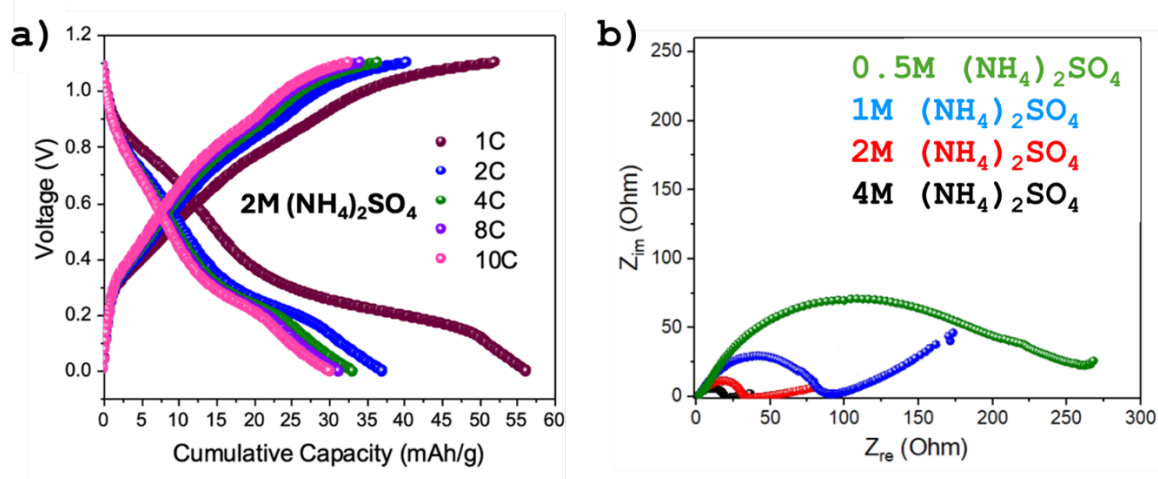 a)
1.2
1.0
0.8
0.6
0.4
0.2
0.0
Voltage (V)
2M (NH₄)₂SO₄
1C
2C
4C
8C
10C
0 5 10 15 20 25 30 35 40 45 50 55 60
Cumulative Capacity (mAh/g)
b)
250
200
150
100
50
0
Zim (Ohm)
0.5M (NH₄)₂SO₄
1M (NH₄)₂SO₄
2M (NH₄)₂SO₄
4M (NH₄)₂SO₄
0 50 100 150 200 250 300
Zre (Ohm)